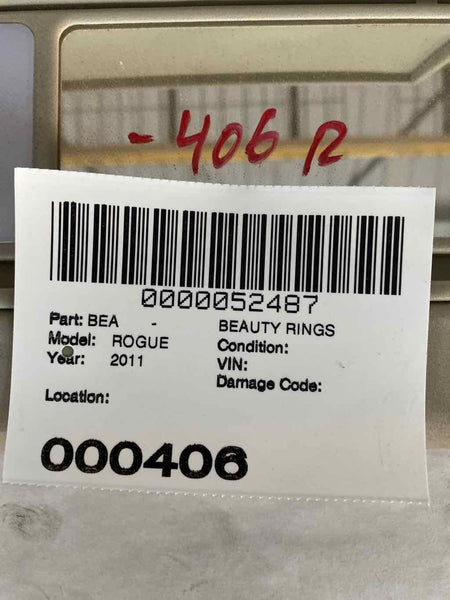 -406 R
0000052487
Part: BEA - BEAUTY RINGS
Model: ROGUE Condition:
Year: 2011 VIN:
Damage Code:
Location:
000406